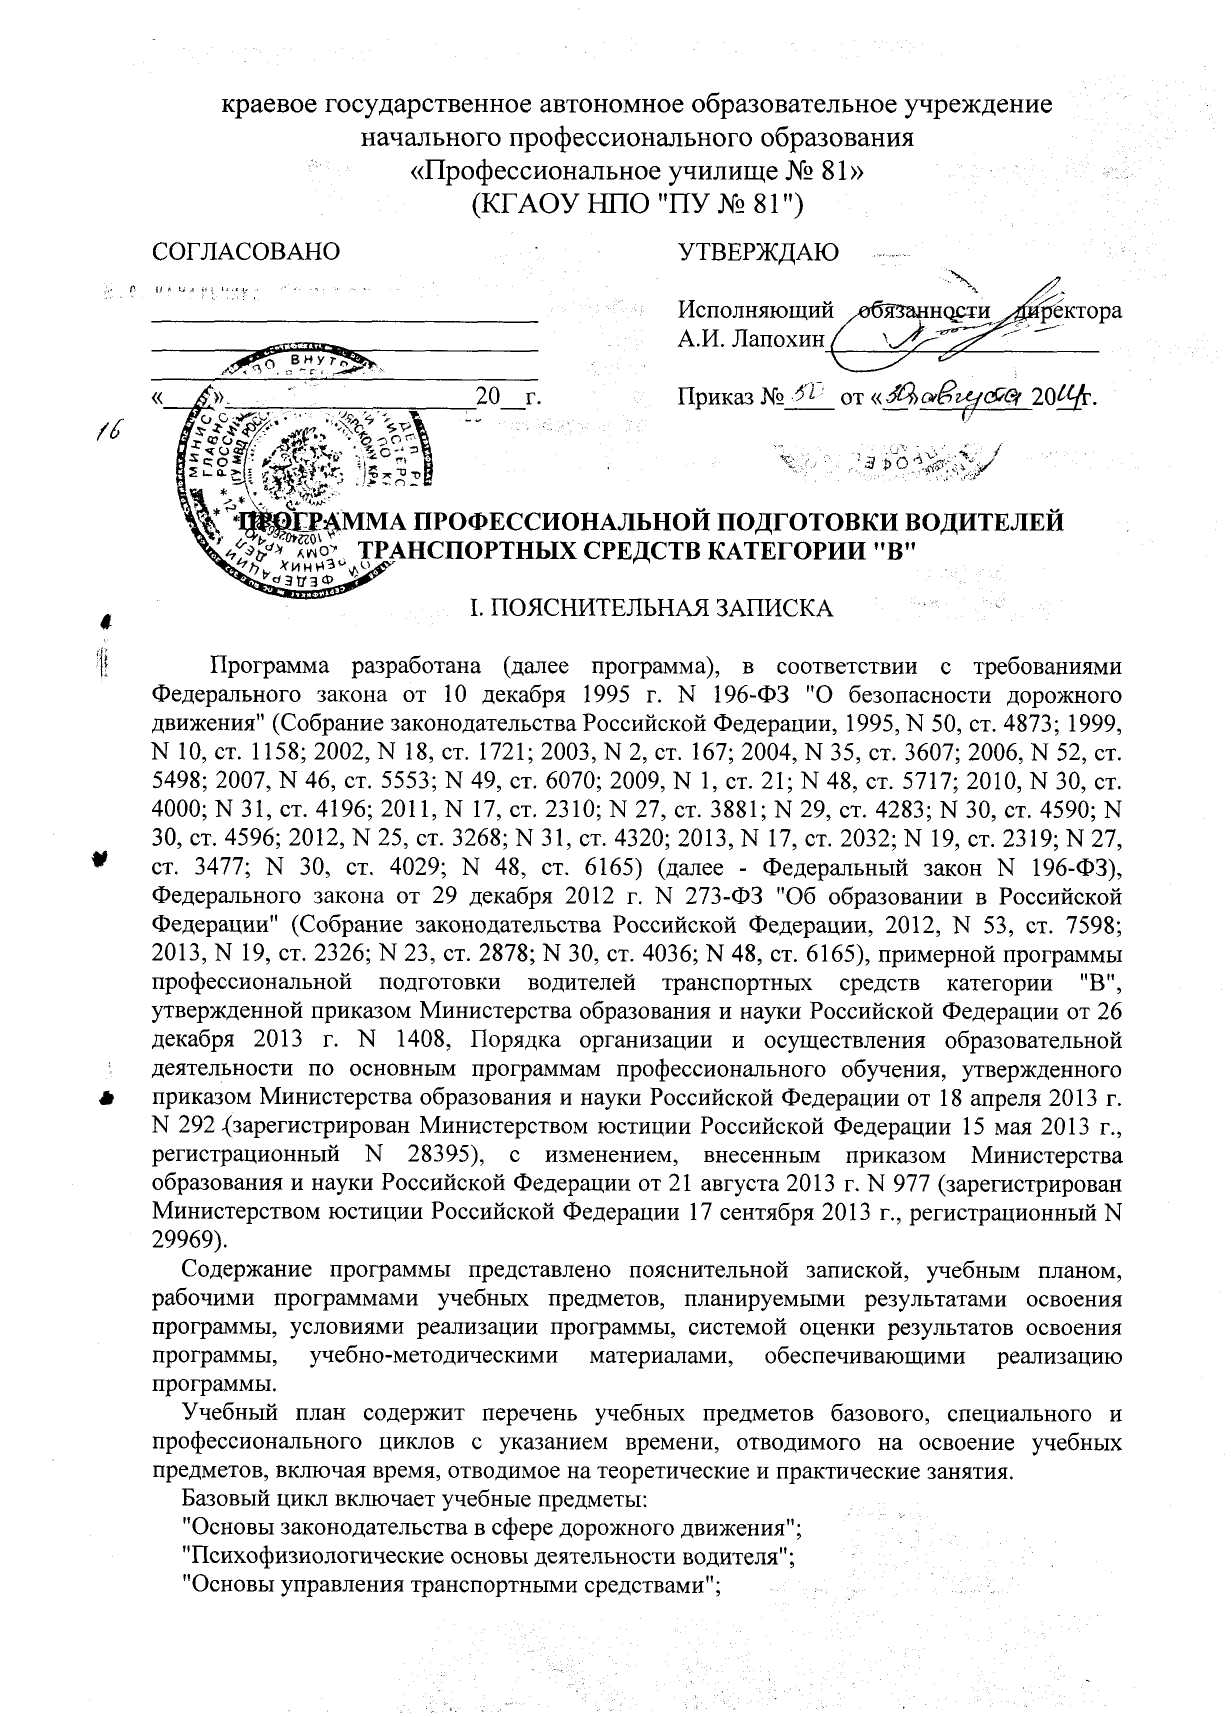 краевое государственное автономное образовательное учреждение
начального профессионального образования
«Профессиональное училище № 81»
(КГАОУ НПО "ПУ № 81")
СОГЛАСОВАНО
«____»____________________20__г.
УТВЕРЖДАЮ
Исполняющий обязанности директора
А.И. Лапохин
Приказ №____ от «30» августа 2014г.
16
ПРОГРАММА ПРОФЕССИОНАЛЬНОЙ ПОДГОТОВКИ ВОДИТЕЛЕЙ
ТРАНСПОРТНЫХ СРЕДСТВ КАТЕГОРИИ "В"
I. ПОЯСНИТЕЛЬНАЯ ЗАПИСКА
Программа разработана (далее программа), в соответствии с требованиями
Федерального закона от 10 декабря 1995 г. N 196-ФЗ "О безопасности дорожного
движения" (Собрание законодательства Российской Федерации, 1995, N 50, ст. 4873; 1999,
N 10, ст. 1158; 2002, N 18, ст. 1721; 2003, N 2, ст. 167; 2004, N 35, ст. 3607; 2006, N 52, ст.
5498; 2007, N 46, ст. 5553; N 49, ст. 6070; 2009, N 1, ст. 21; N 48, ст. 5717; 2010, N 30, ст.
4000; N 31, ст. 4196; 2011, N 17, ст. 2310; N 27, ст. 3881; N 29, ст. 4283; N 30, ст. 4590; N
30, ст. 4596; 2012, N 25, ст. 3268; N 31, ст. 4320; 2013, N 17, ст. 2032; N 19, ст. 2319; N 27,
ст. 3477; N 30, ст. 4029; N 48, ст. 6165) (далее - Федеральный закон N 196-ФЗ),
Федерального закона от 29 декабря 2012 г. N 273-ФЗ "Об образовании в Российской
Федерации" (Собрание законодательства Российской Федерации, 2012, N 53, ст. 7598;
2013, N 19, ст. 2326; N 23, ст. 2878; N 30, ст. 4036; N 48, ст. 6165), примерной программы
профессиональной подготовки водителей транспортных средств категории "В",
утвержденной приказом Министерства образования и науки Российской Федерации от 26
декабря 2013 г. N 1408, Порядка организации и осуществления образовательной
деятельности по основным программам профессионального обучения, утвержденного
приказом Министерства образования и науки Российской Федерации от 18 апреля 2013 г.
N 292 (зарегистрирован Министерством юстиции Российской Федерации 15 мая 2013 г.,
регистрационный N 28395), с изменением, внесенным приказом Министерства
образования и науки Российской Федерации от 21 августа 2013 г. N 977 (зарегистрирован
Министерством юстиции Российской Федерации 17 сентября 2013 г., регистрационный N
29969).
Содержание программы представлено пояснительной запиской, учебным планом,
рабочими программами учебных предметов, планируемыми результатами освоения
программы, условиями реализации программы, системой оценки результатов освоения
программы, учебно-методическими материалами, обеспечивающими реализацию
программы.
Учебный план содержит перечень учебных предметов базового, специального и
профессионального циклов с указанием времени, отводимого на освоение учебных
предметов, включая время, отводимое на теоретические и практические занятия.
Базовый цикл включает учебные предметы:
"Основы законодательства в сфере дорожного движения";
"Психофизиологические основы деятельности водителя";
"Основы управления транспортными средствами";